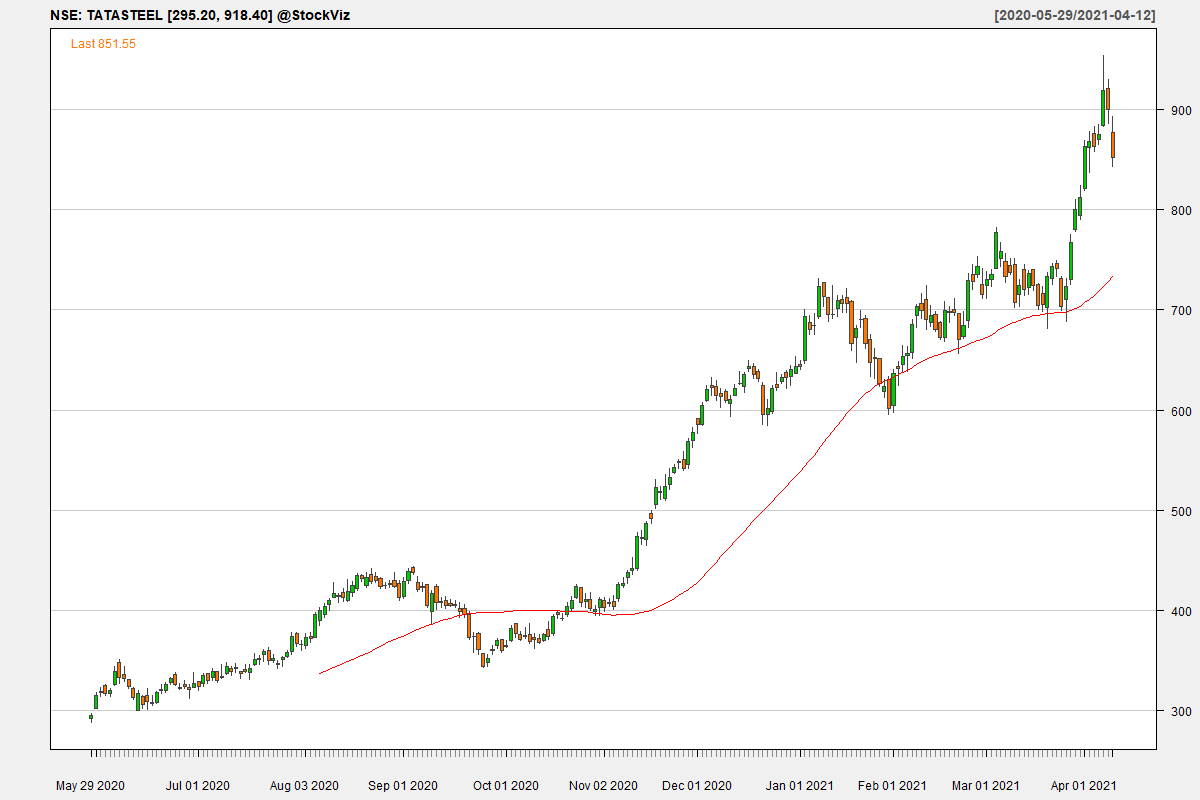 NSE: TATASTEEL [295.20, 918.40] @StockViz
[2020-05-29/2021-04-12]
Last 851.55
900
800
700
600
500
400
300
May 29 2020 Jul 01 2020 Aug 03 2020 Sep 01 2020 Oct 01 2020 Nov 02 2020 Dec 01 2020 Jan 01 2021 Feb 01 2021 Mar 01 2021 Apr 01 2021